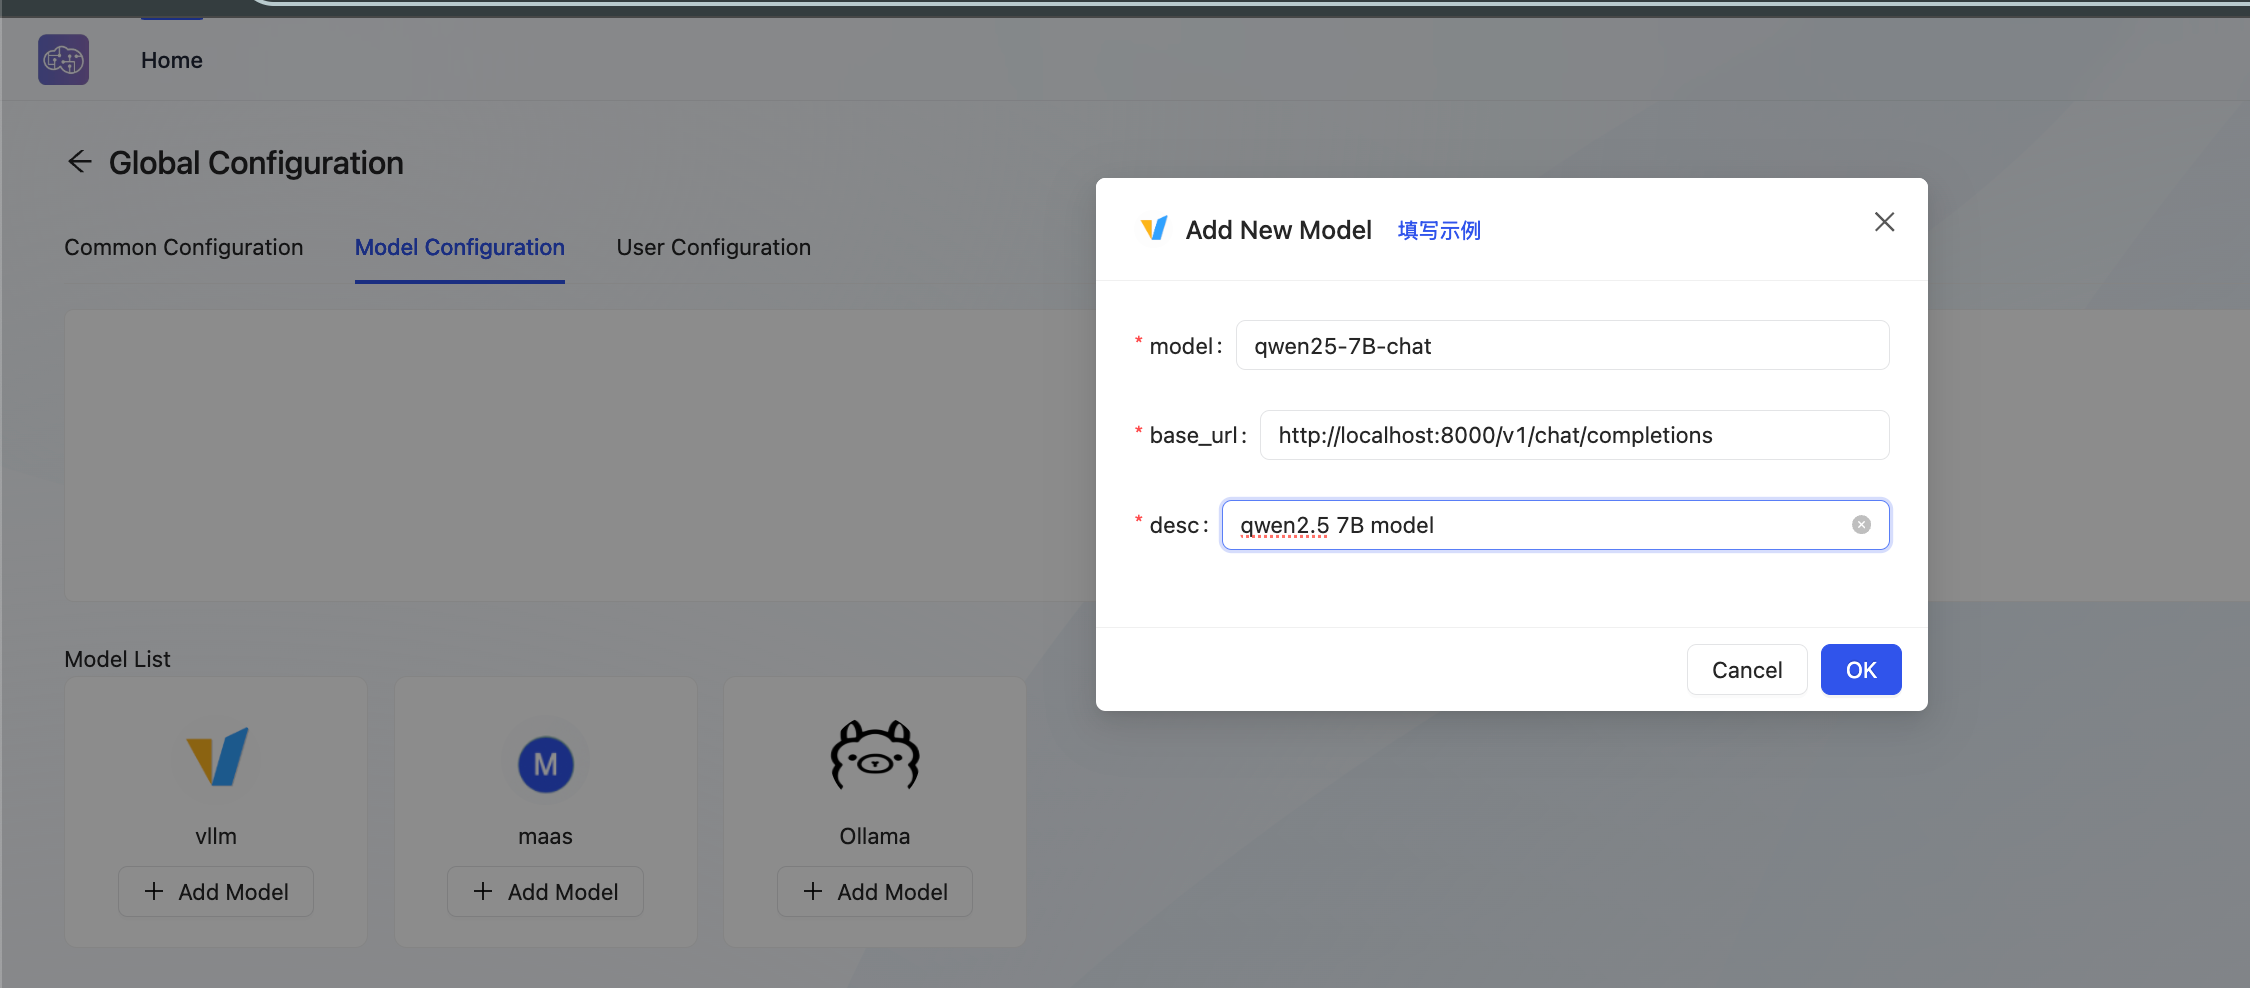 Home
Global Configuration
Common Configuration
Model Configuration
User Configuration
Add New Model 填写示例
* model: qwen25-7B-chat
* base_url: http://localhost:8000/v1/chat/completions
* desc: qwen2.5 7B model
Cancel
OK
Model List
vllm
+ Add Model
M
maas
+ Add Model
Ollama
+ Add Model